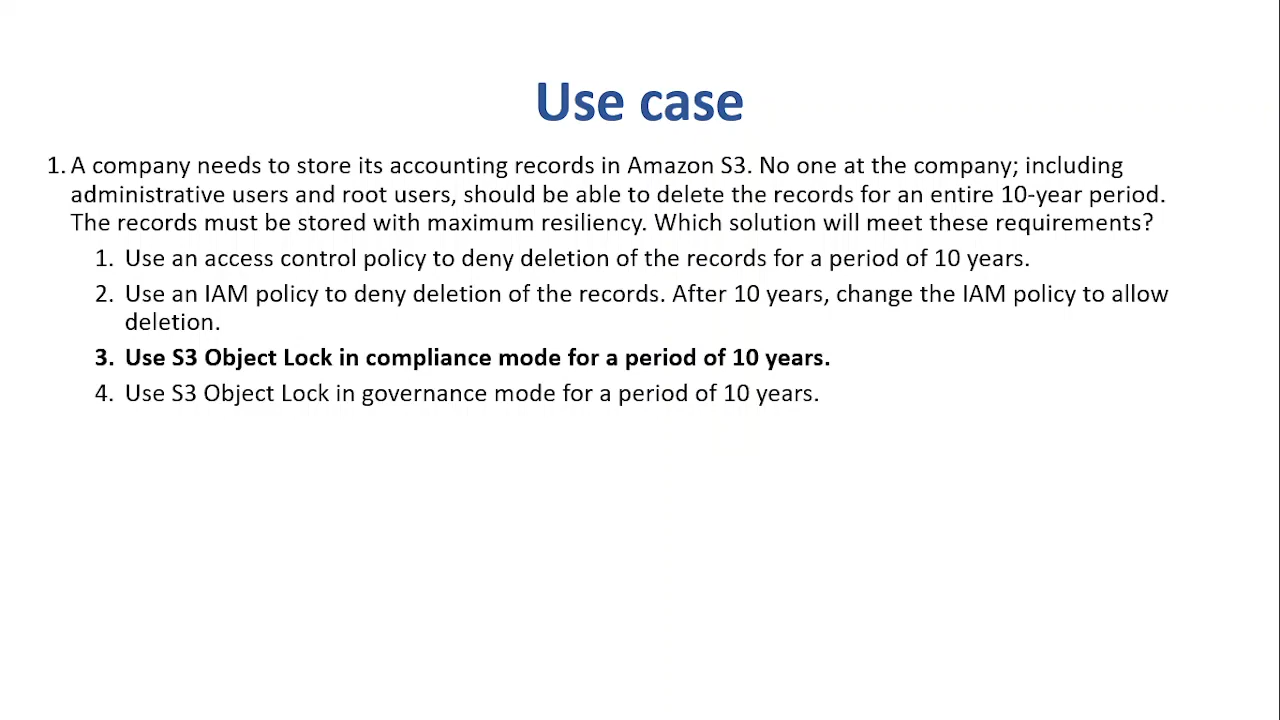 Use case
1. A company needs to store its accounting records in Amazon S3. No one at the company; including
administrative users and root users, should be able to delete the records for an entire 10-year period.
The records must be stored with maximum resiliency. Which solution will meet these requirements?
1. Use an access control policy to deny deletion of the records for a period of 10 years.
2. Use an IAM policy to deny deletion of the records. After 10 years, change the IAM policy to allow
deletion.
3. Use S3 Object Lock in compliance mode for a period of 10 years.
4. Use S3 Object Lock in governance mode for a period of 10 years.